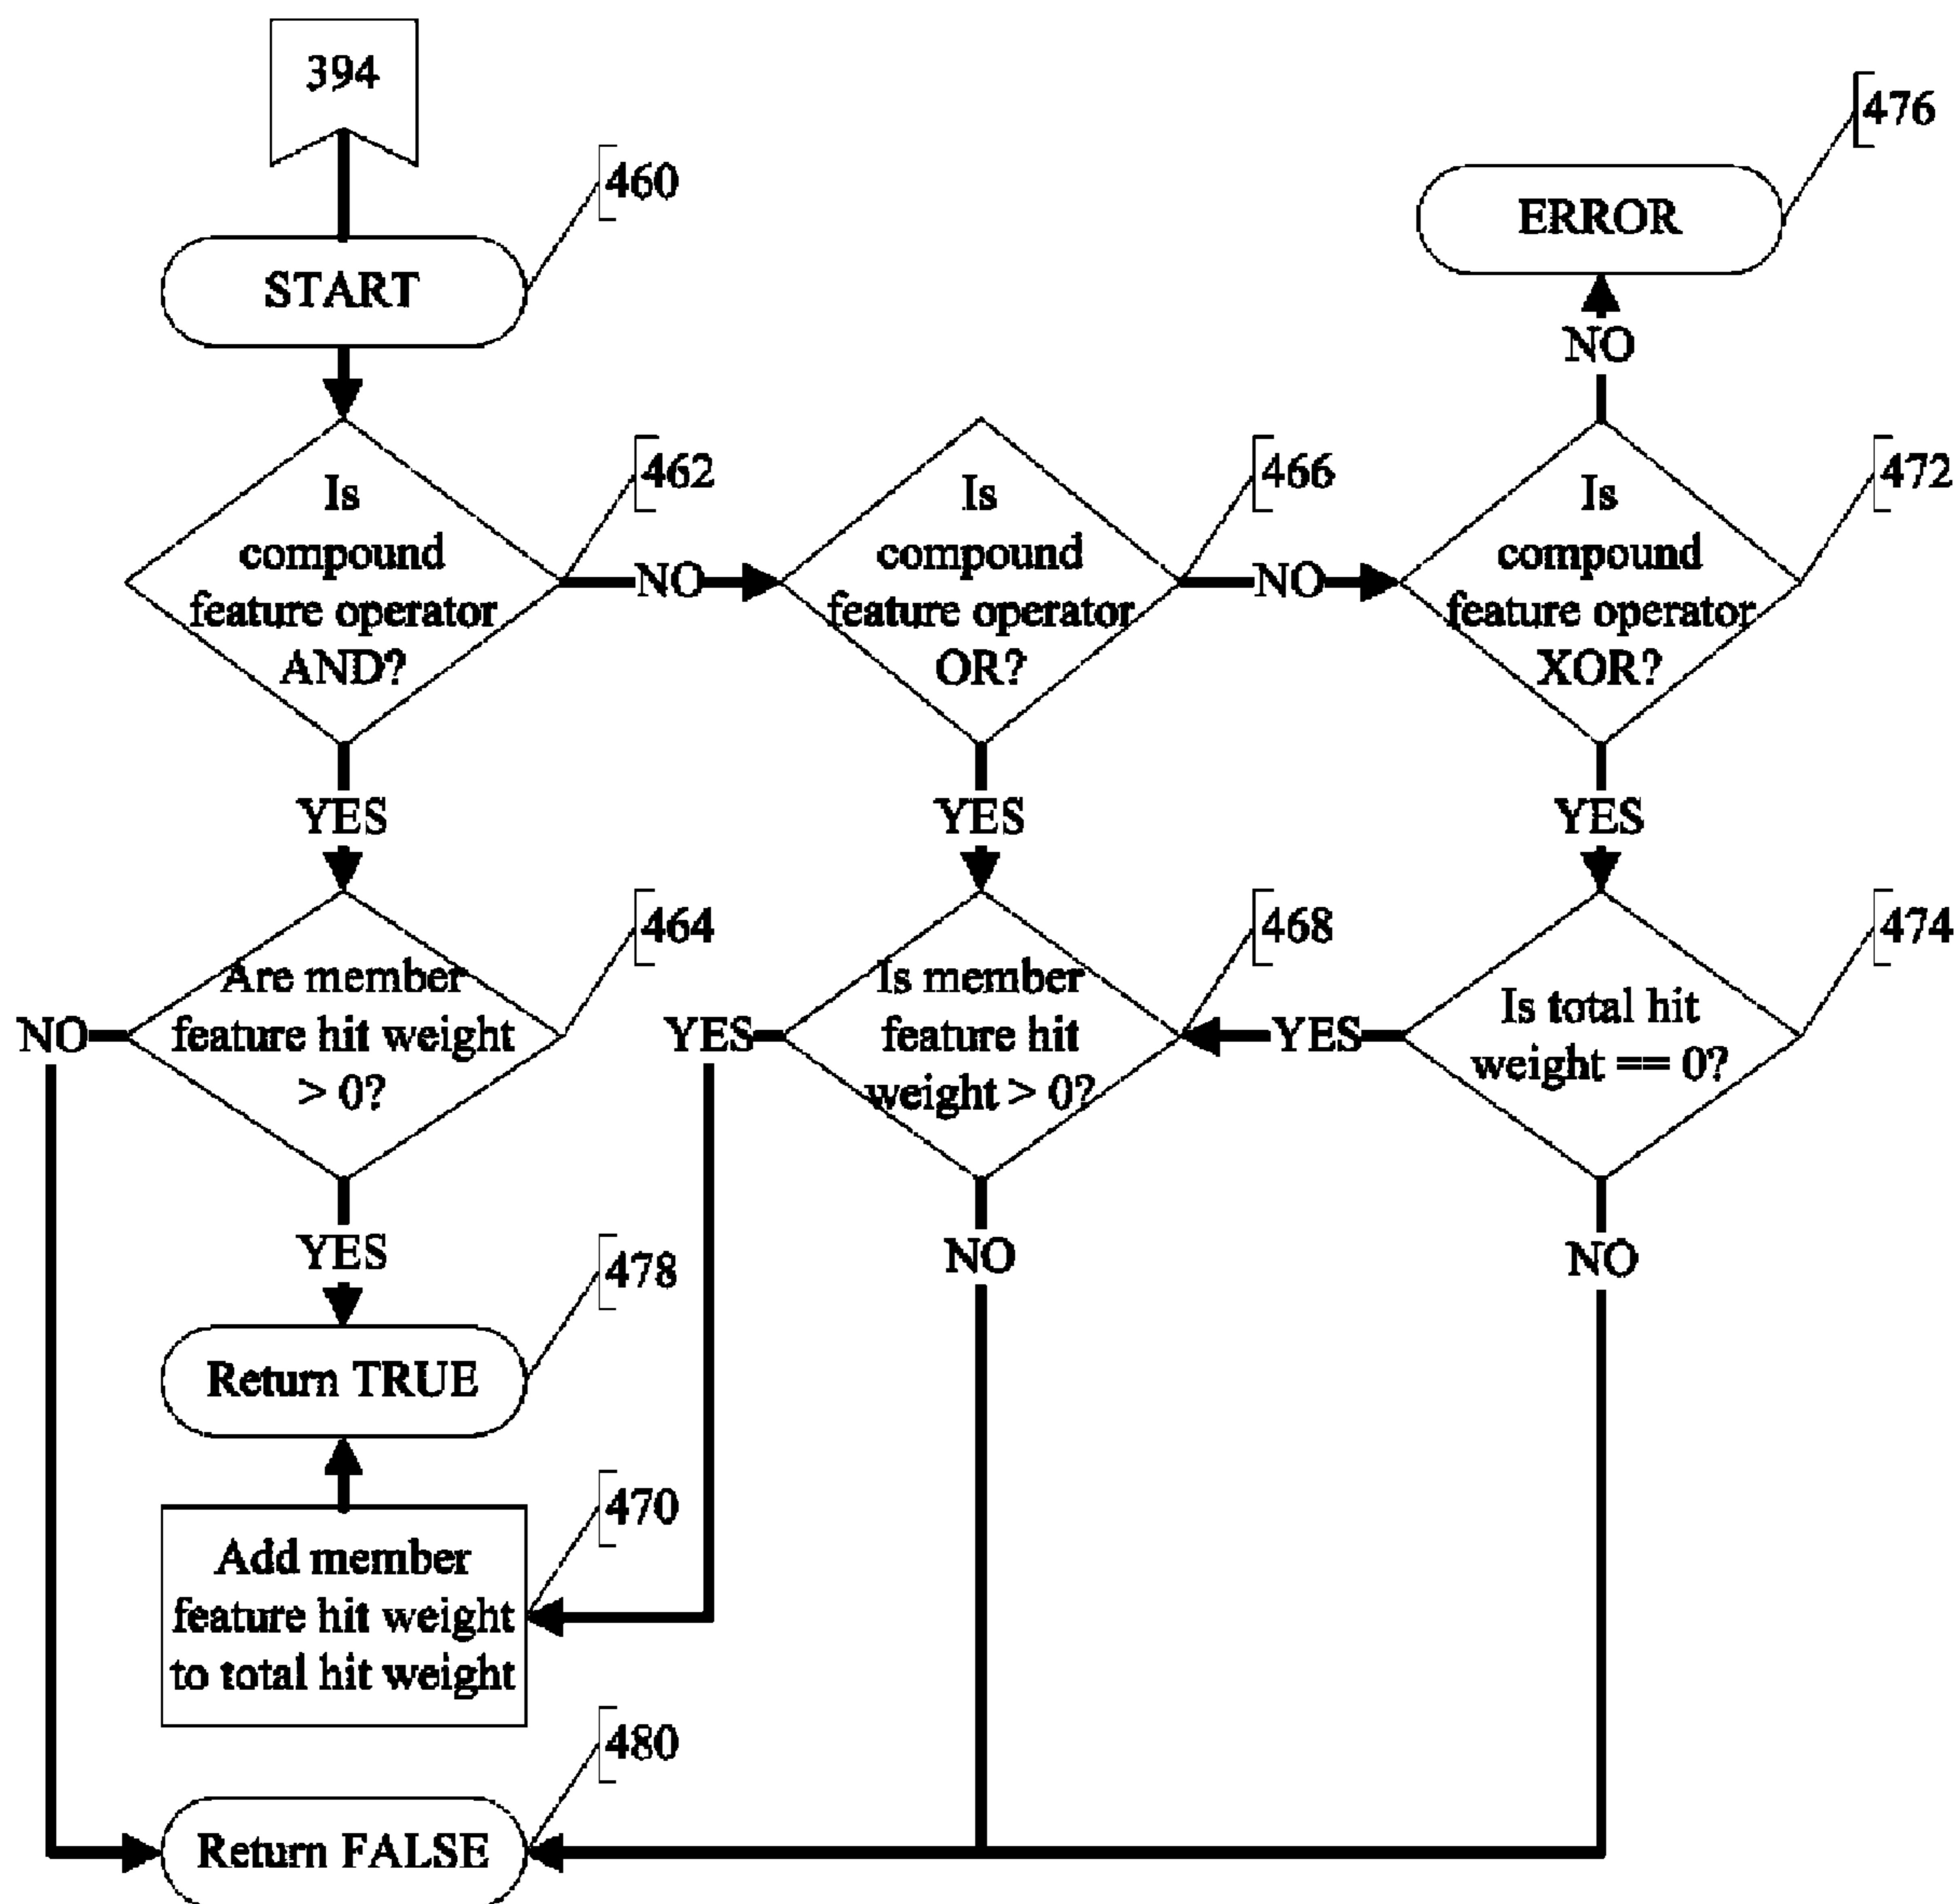 394
476
460
ERROR
START
NO
462
466
472
Is
compound
feature operator
AND?
NO
Is
compound
feature operator
OR?
NO
Is
compound
feature operator
XOR?
YES
YES
YES
464
468
474
NO
Are member
feature hit weight
> 0?
YES
Is member
feature hit
weight > 0?
YES
Is total hit
weight == 0?
YES
NO
NO
478
Return TRUE
470
Add member
feature hit weight
to total hit weight
480
Return FALSE